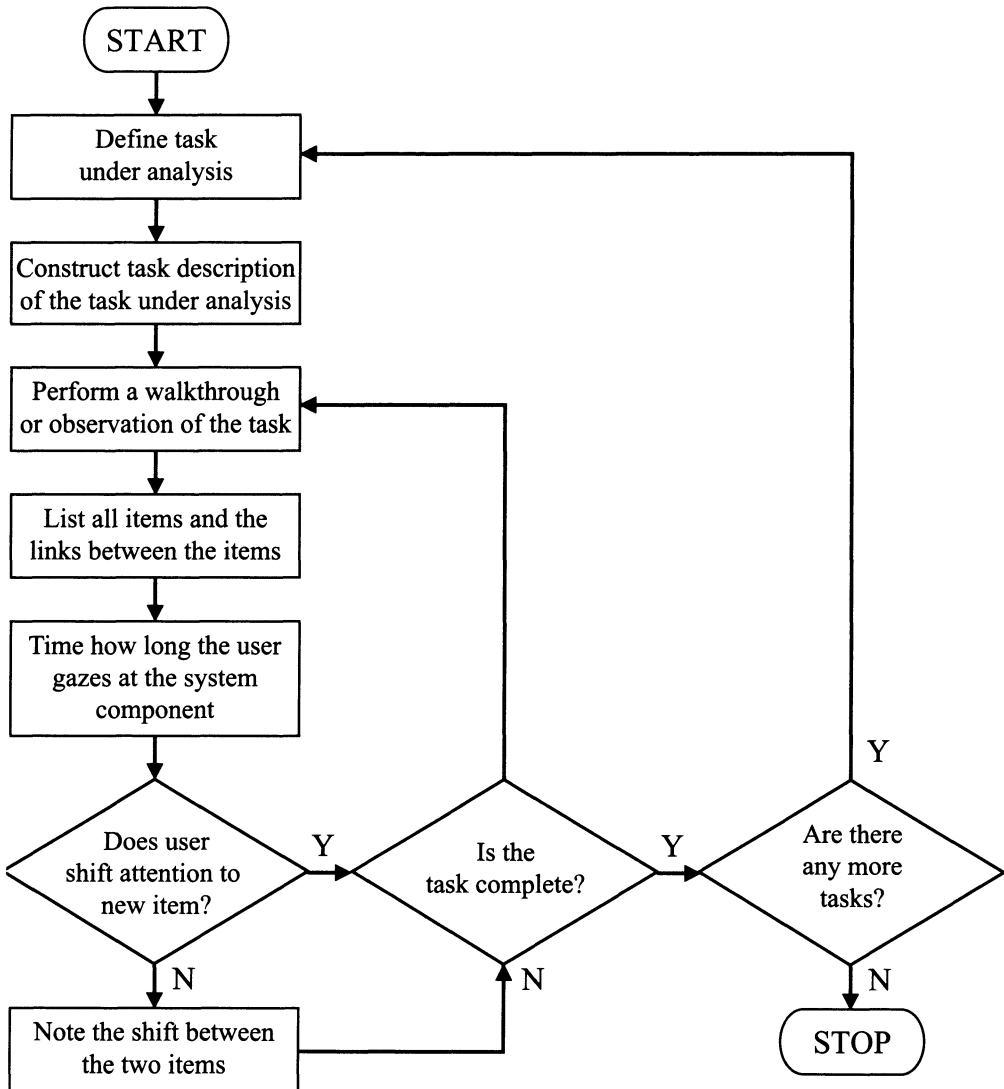 START
Define task
under analysis
Construct task description
of the task under analysis
Perform a walkthrough
or observation of the task
List all items and the
links between the items
Time how long the user
gazes at the system
component
Does user
shift attention to
new item?
Y
N
Note the shift between
the two items
Is the
task complete?
Y
N
Are there
any more
tasks?
Y
N
STOP